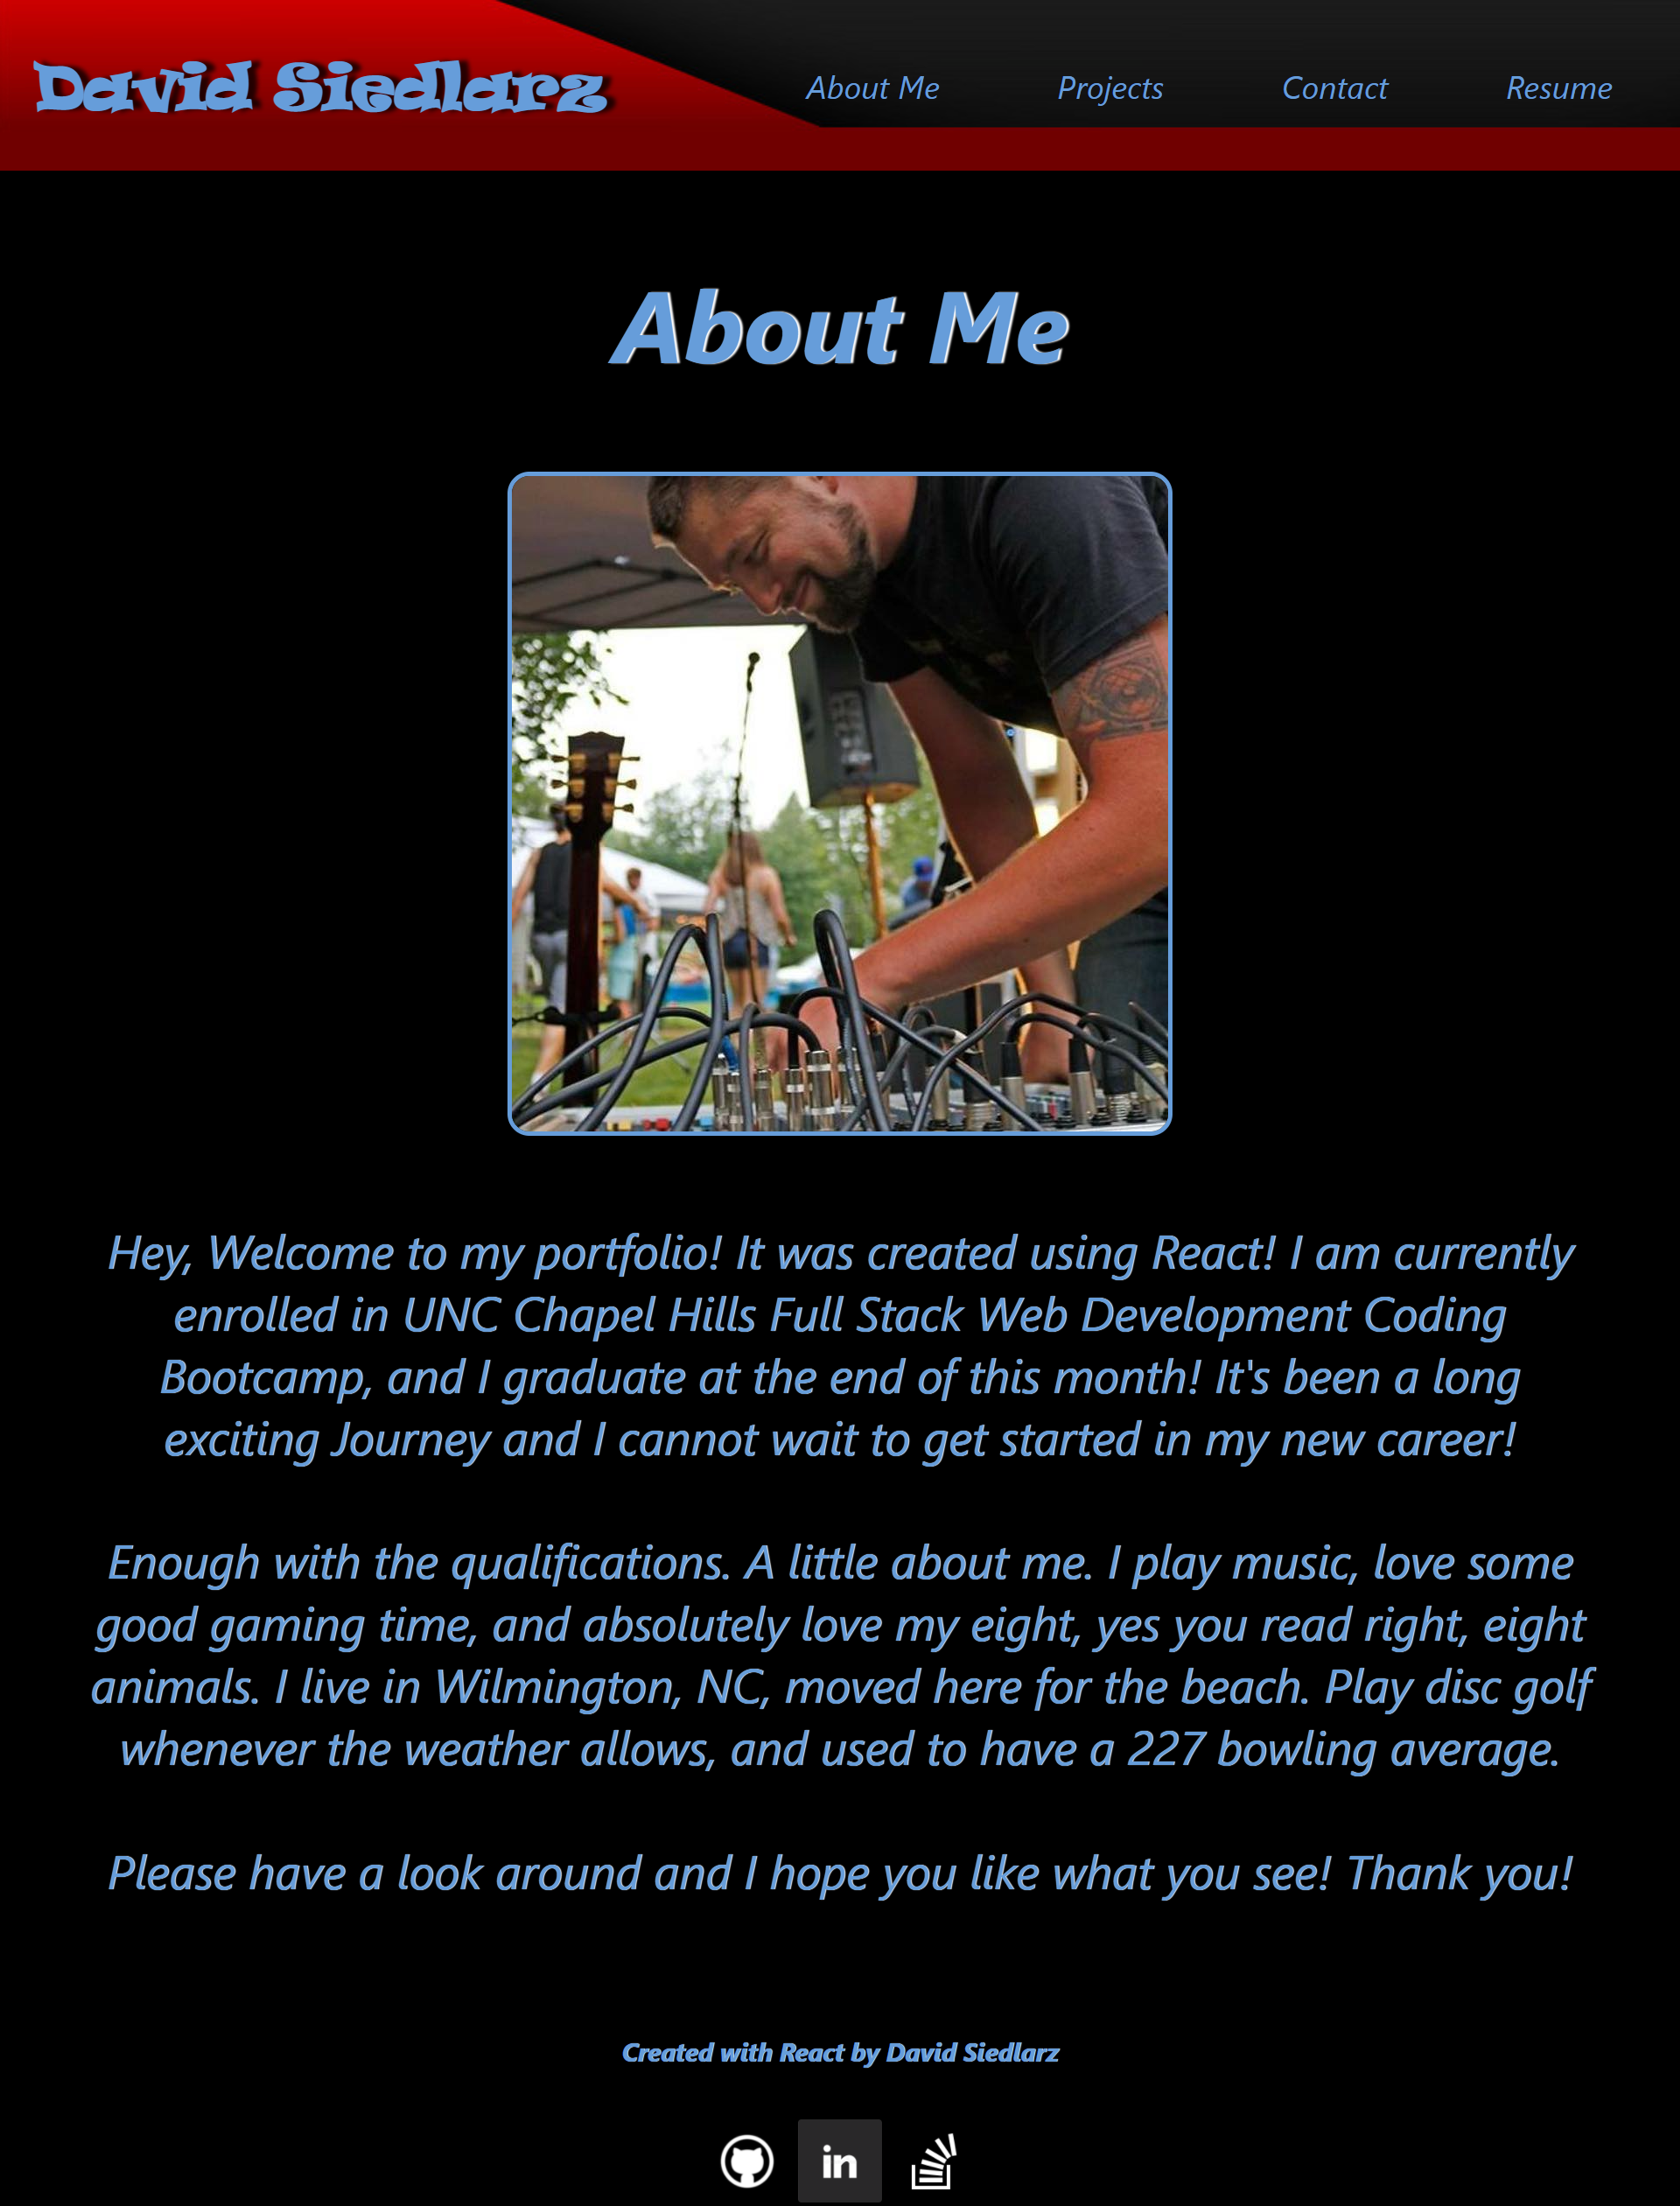 David Siedlarz
About Me
Projects
Contact
Resume
About Me
Hey, Welcome to my portfolio! It was created using React! I am currently
enrolled in UNC Chapel Hills Full Stack Web Development Coding
Bootcamp, and I graduate at the end of this month! It's been a long
exciting Journey and I cannot wait to get started in my new career!
Enough with the qualifications. A little about me. I play music, love some
good gaming time, and absolutely love my eight, yes you read right, eight
animals. I live in Wilmington, NC, moved here for the beach. Play disc golf
whenever the weather allows, and used to have a 227 bowling average.
Please have a look around and I hope you like what you see! Thank you!
Created with React by David Siedlarz
in